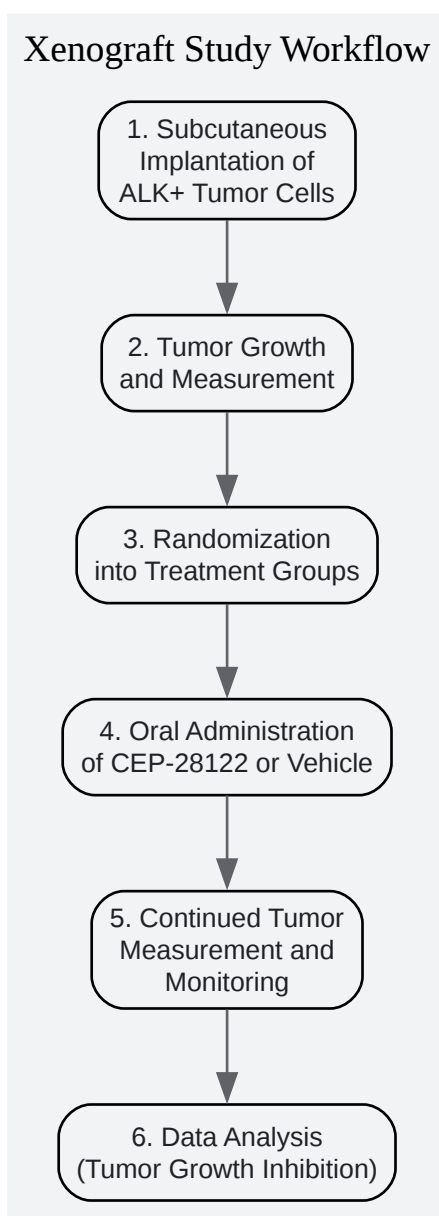 Xenograft Study Workflow
1. Subcutaneous
Implantation of
ALK+ Tumor Cells
2. Tumor Growth
and Measurement
3. Randomization
into Treatment Groups
4. Oral Administration
of CEP-28122 or Vehicle
5. Continued Tumor
Measurement and
Monitoring
6. Data Analysis
(Tumor Growth Inhibition)